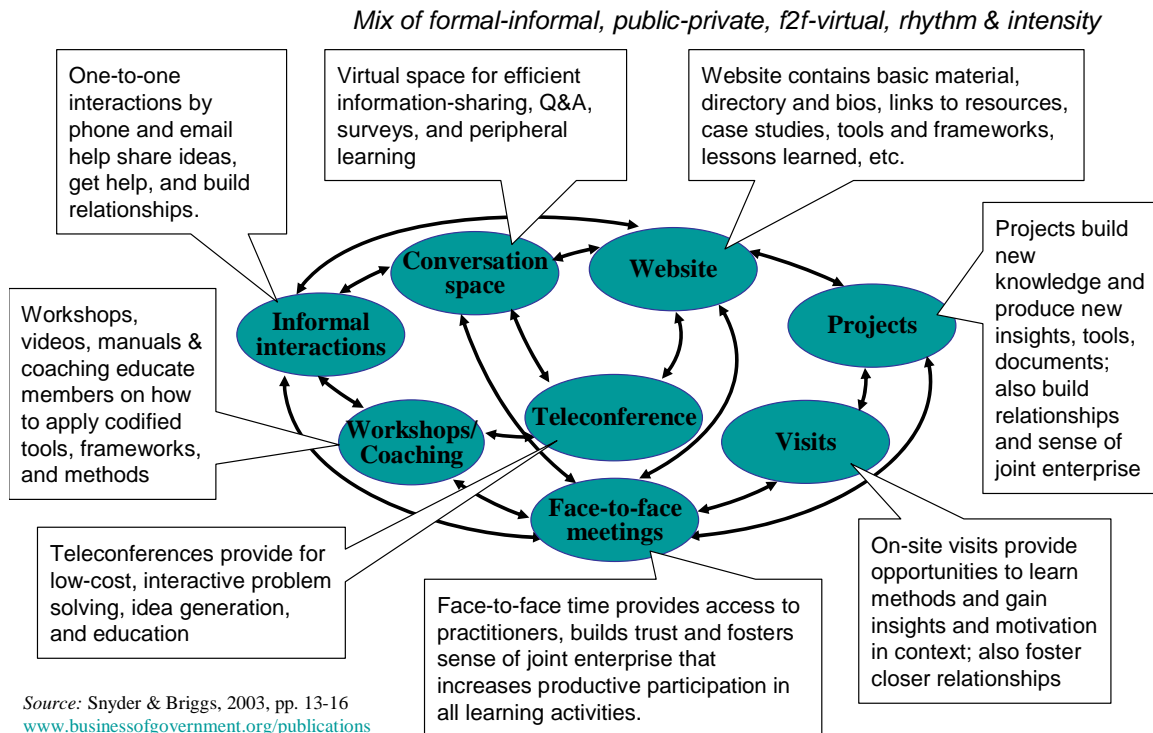 Mix of formal-informal, public-private, f2f-virtual, rhythm & intensity
One-to-one
interactions by
phone and email
help share ideas,
get help, and build
relationships.
Virtual space for efficient
information-sharing, Q&A,
surveys, and peripheral
learning
Website contains basic material,
directory and bios, links to resources,
case studies, tools and frameworks,
lessons learned, etc.
Projects build
new
knowledge and
produce new
insights, tools,
documents;
also build
relationships
and sense of
joint enterprise
Workshops,
videos, manuals &
coaching educate
members on how
to apply codified
tools, frameworks,
and methods
Conversation
space
Website
Informal
interactions
Projects
Teleconference
Workshops/
Coaching
Visits
Face-to-face
meetings
Teleconferences provide for
low-cost, interactive problem
solving, idea generation,
and education
Face-to-face time provides access to
practitioners, builds trust and fosters
sense of joint enterprise that
increases productive participation in
all learning activities.
On-site visits provide
opportunities to learn
methods and gain
insights and motivation
in context; also foster
closer relationships
Source: Snyder & Briggs, 2003, pp. 13-16
www.businessofgovernment.org/publications